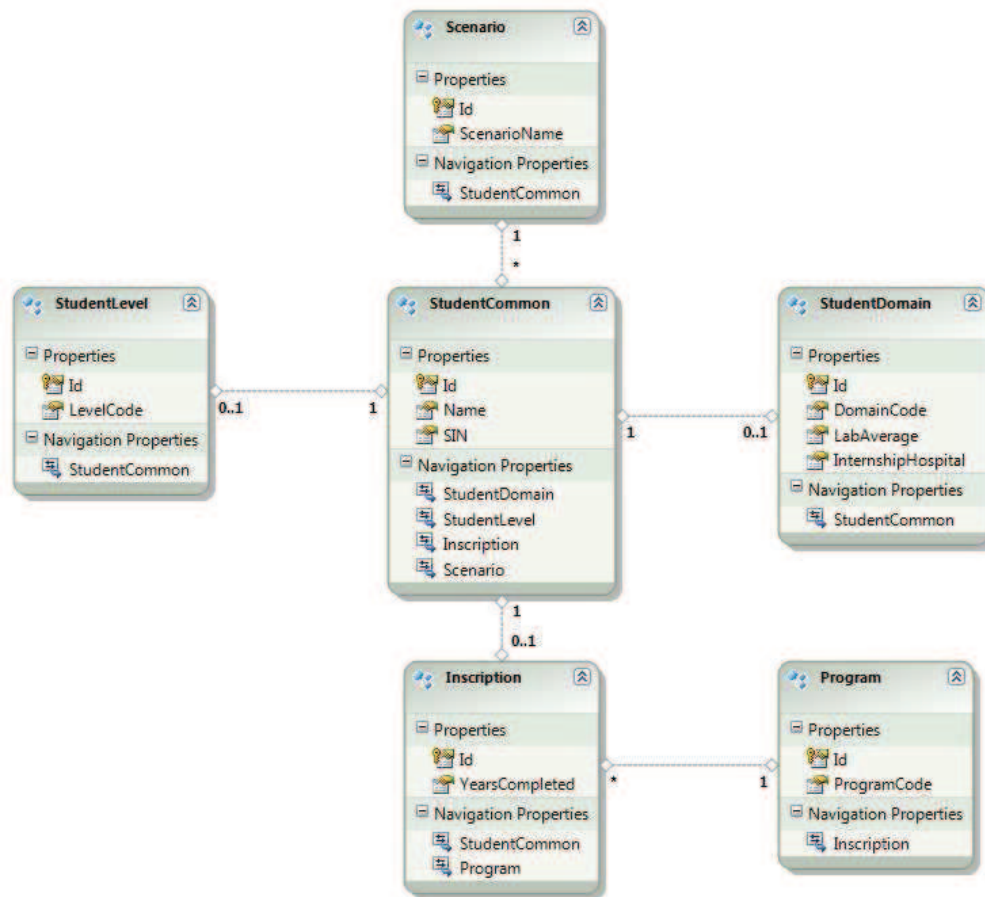 Scenario
Properties
Id
ScenarioName
Navigation Properties
StudentCommon
1
*
StudentLevel
Properties
Id
LevelCode
Navigation Properties
StudentCommon
0..1
1
StudentCommon
Properties
Id
Name
SIN
Navigation Properties
StudentDomain
StudentLevel
Inscription
Scenario
1
0..1
StudentDomain
Properties
Id
DomainCode
LabAverage
InternshipHospital
Navigation Properties
StudentCommon
1
0..1
Inscription
Properties
Id
YearsCompleted
Navigation Properties
StudentCommon
Program
*
1
Program
Properties
Id
ProgramCode
Navigation Properties
Inscription